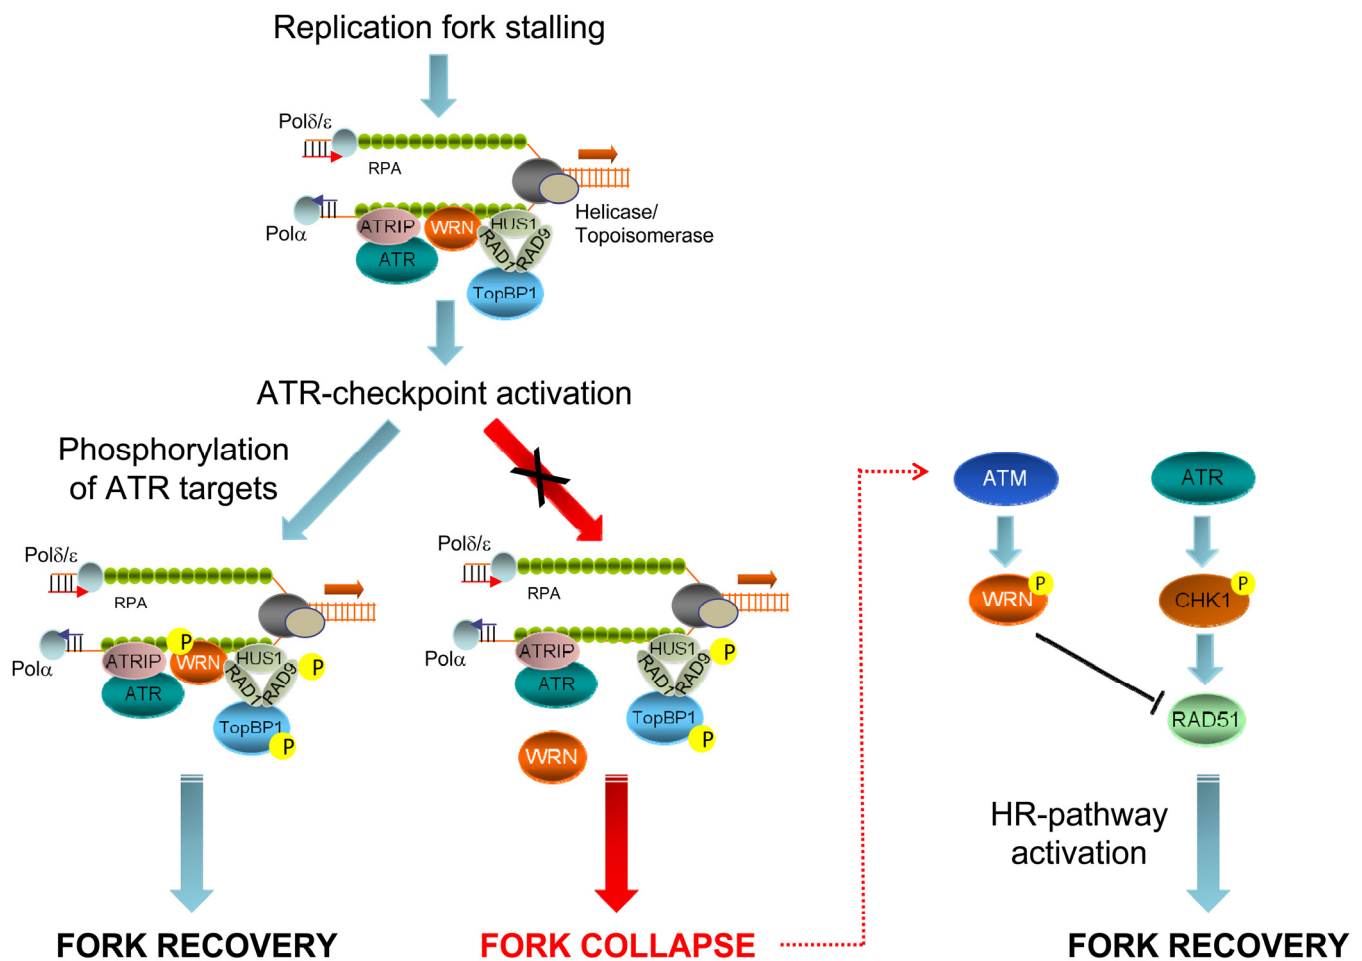 Replication fork stalling
Polδ/ε
RPA
Polα
ATRIP
WRN
HUS1
RAD1
RAD9
ATR
TopBP1
Helicase/
Topoisomerase
ATR-checkpoint activation
Phosphorylation
of ATR targets
Polδ/ε
RPA
Polα
P
ATRIP
WRN
HUS1
RAD1
RAD9
P
ATR
TopBP1
P
FORK RECOVERY
Polδ/ε
RPA
Polα
ATRIP
HUS1
RAD1
RAD9
P
ATR
TopBP1
P
WRN
FORK COLLAPSE
ATM
ATR
WRN
P
CHK1
P
RAD51
HR-pathway
activation
FORK RECOVERY